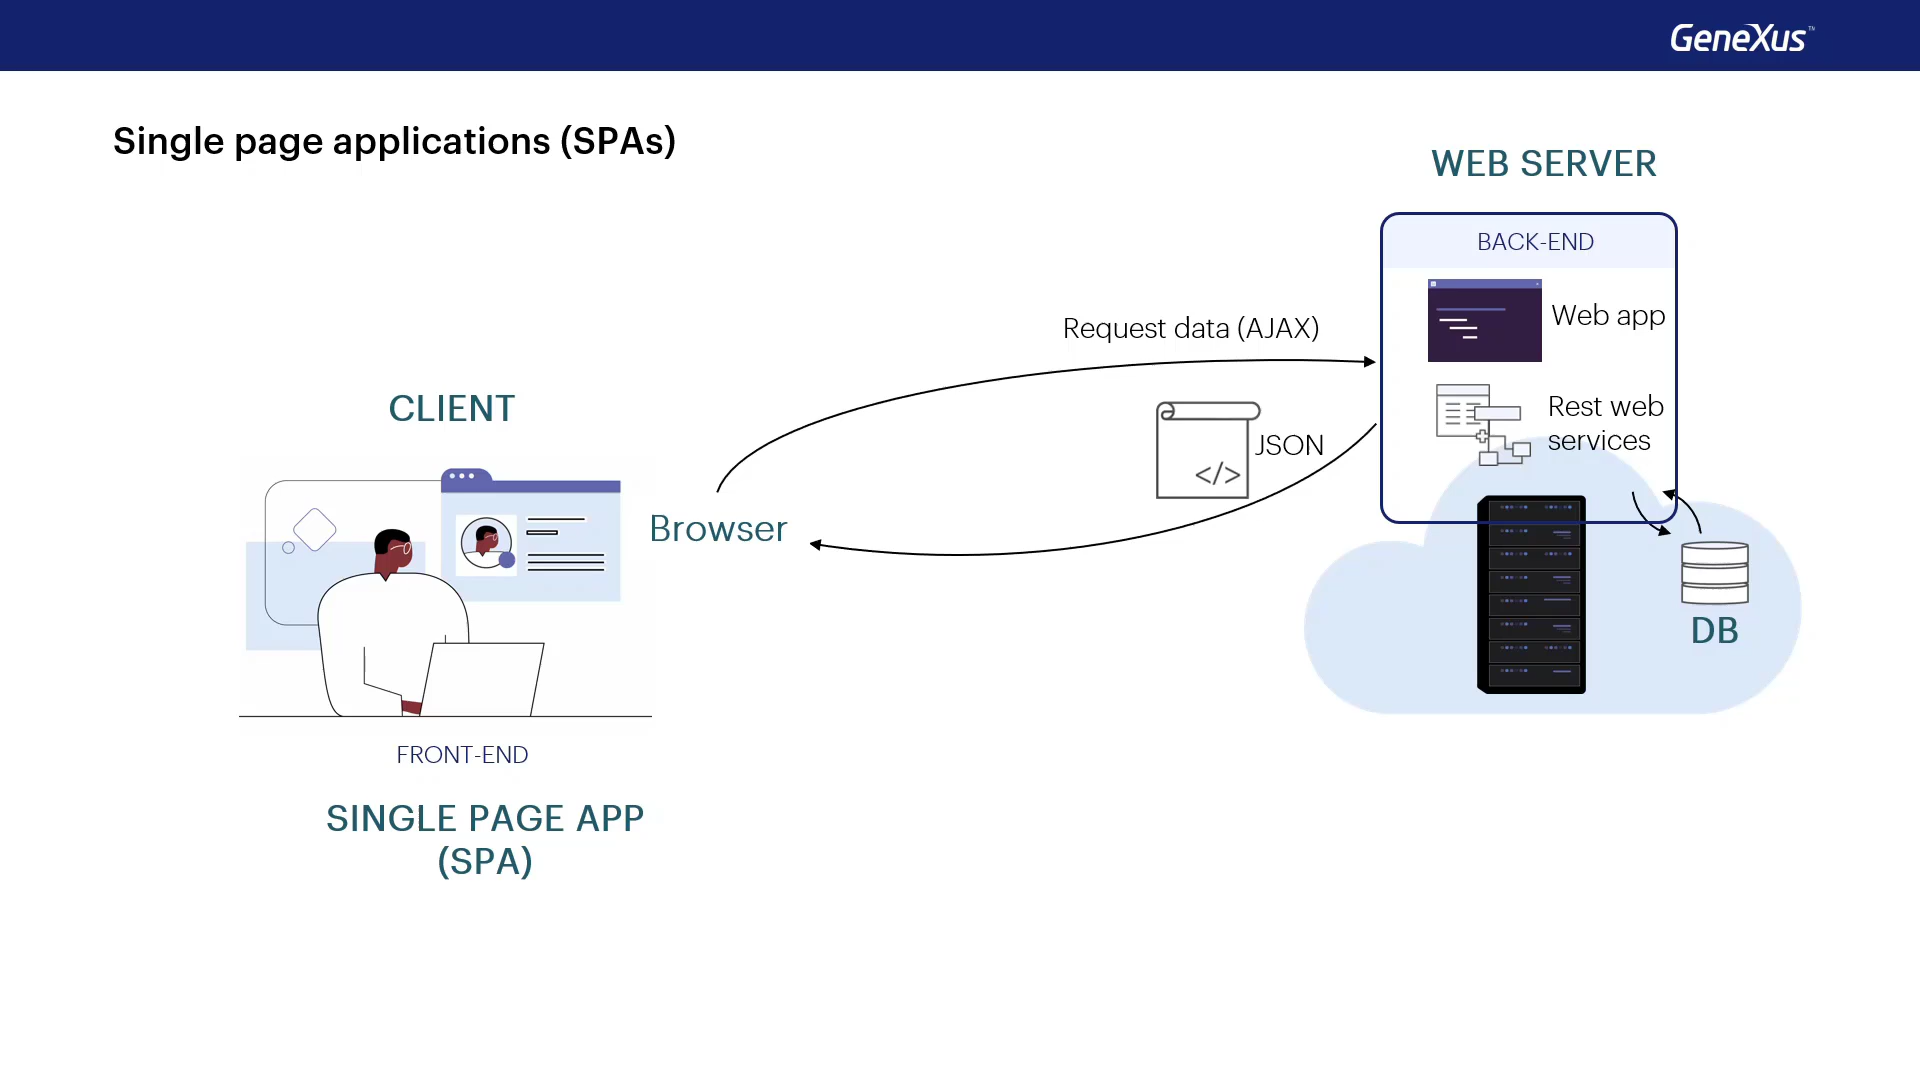 GeneXus™
Single page applications (SPAs)
WEB SERVER
BACK-END
Web app
Request data (AJAX)
Rest web
services
JSON
CLIENT
Browser
DB
FRONT-END
SINGLE PAGE APP
(SPA)